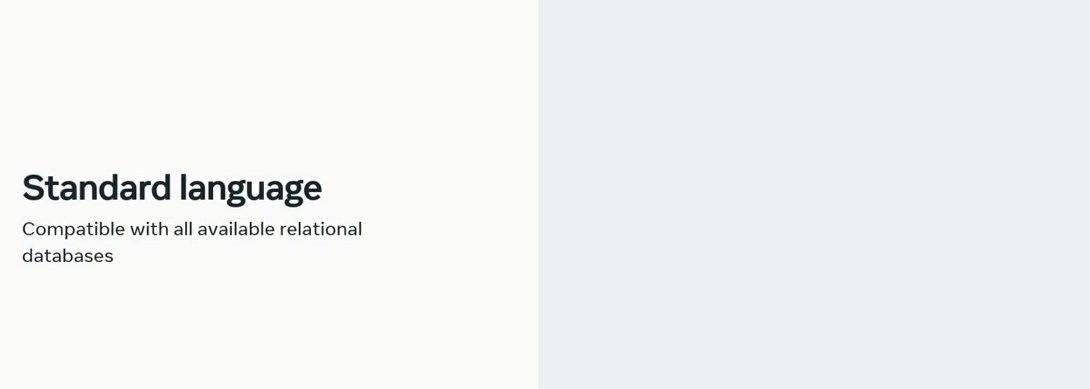 Standard language
Compatible with all available relational
databases